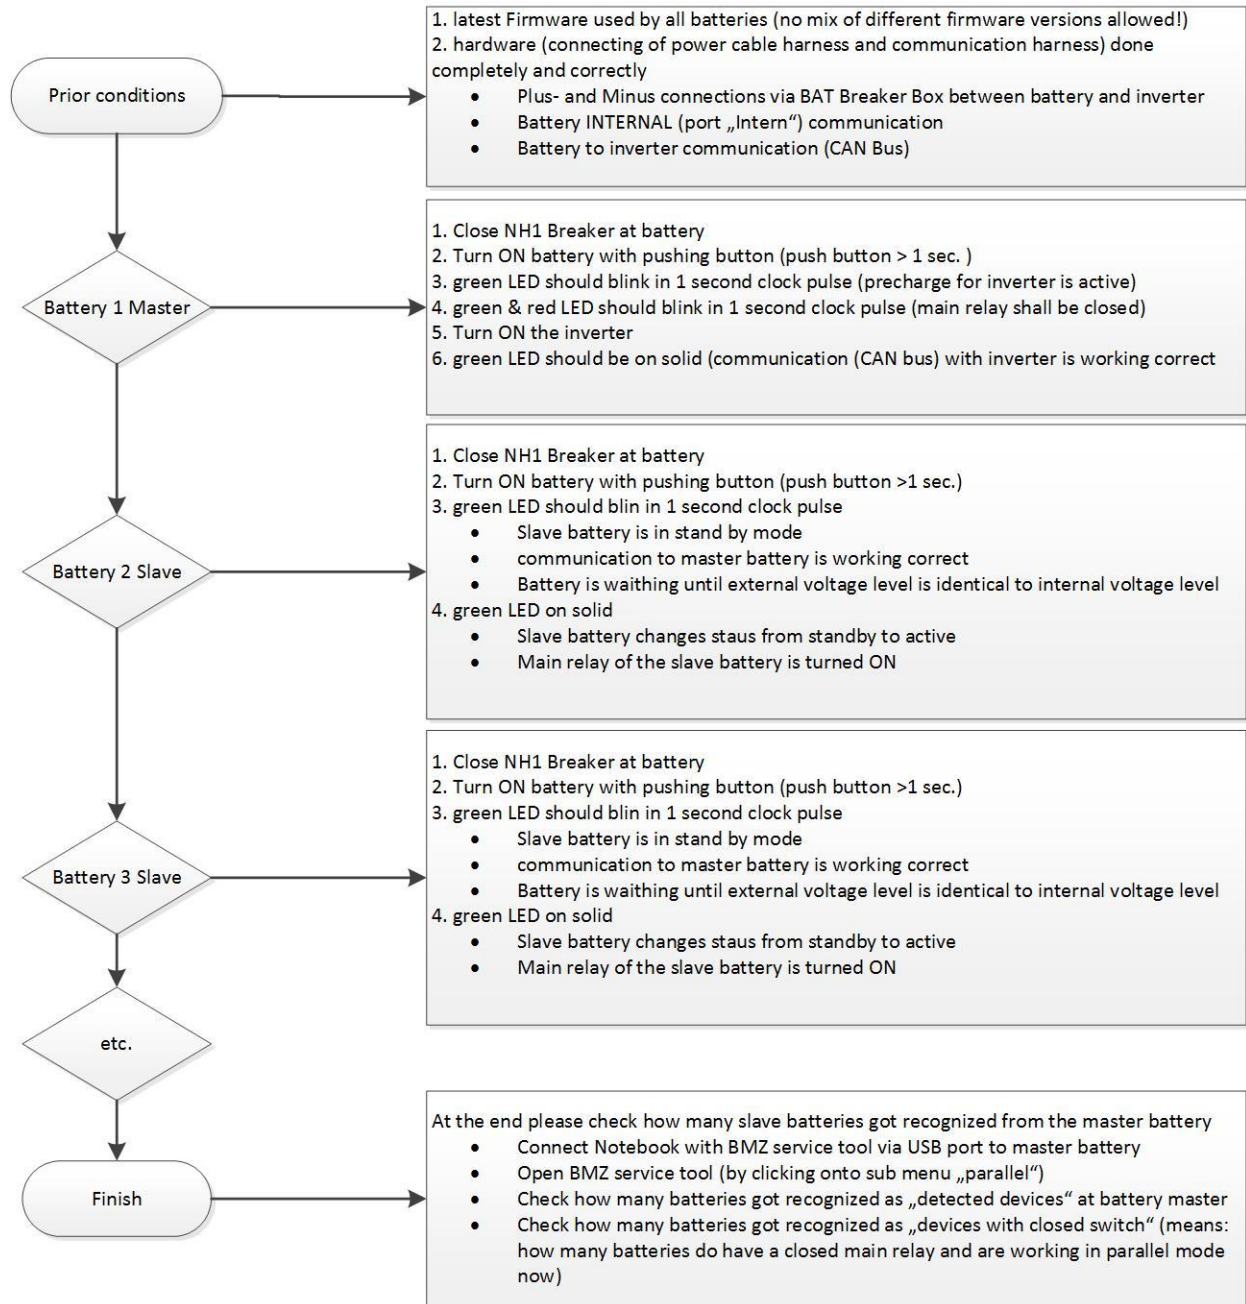 Prior conditions
1. latest Firmware used by all batteries (no mix of different firmware versions allowed!)
2. hardware (connecting of power cable harness and communication harness) done
completely and correctly
• Plus- and Minus connections via BAT Breaker Box between battery and inverter
• Battery INTERNAL (port „Intern“) communication
• Battery to inverter communication (CAN Bus)
Battery 1 Master
1. Close NH1 Breaker at battery
2. Turn ON battery with pushing button (push button > 1 sec. )
3. green LED should blink in 1 second clock pulse (precharge for inverter is active)
4. green & red LED should blink in 1 second clock pulse (main relay shall be closed)
5. Turn ON the inverter
6. green LED should be on solid (communication (CAN bus) with inverter is working correct
Battery 2 Slave
1. Close NH1 Breaker at battery
2. Turn ON battery with pushing button (push button >1 sec.)
3. green LED should blin in 1 second clock pulse
• Slave battery is in stand by mode
• communication to master battery is working correct
• Battery is waithing until external voltage level is identical to internal voltage level
4. green LED on solid
• Slave battery changes staus from standby to active
• Main relay of the slave battery is turned ON
Battery 3 Slave
1. Close NH1 Breaker at battery
2. Turn ON battery with pushing button (push button >1 sec.)
3. green LED should blin in 1 second clock pulse
• Slave battery is in stand by mode
• communication to master battery is working correct
• Battery is waithing until external voltage level is identical to internal voltage level
4. green LED on solid
• Slave battery changes staus from standby to active
• Main relay of the slave battery is turned ON
etc.
Finish
At the end please check how many slave batteries got recognized from the master battery
• Connect Notebook with BMZ service tool via USB port to master battery
• Open BMZ service tool (by clicking onto sub menu „parallel“)
• Check how many batteries got recognized as „detected devices“ at battery master
• Check how many batteries got recognized as „devices with closed switch“ (means:
how many batteries do have a closed main relay and are working in parallel mode
now)